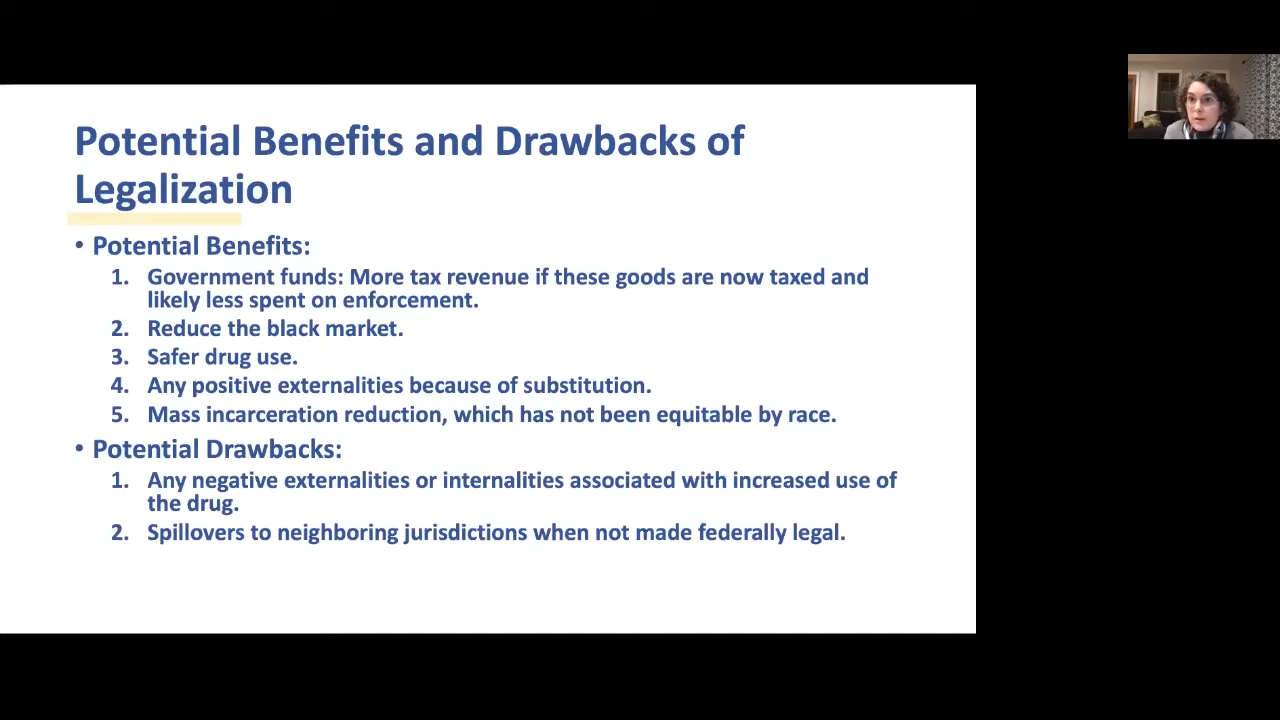 Potential Benefits and Drawbacks of
Legalization
• Potential Benefits:
1. Government funds: More tax revenue if these goods are now taxed and
likely less spent on enforcement.
2. Reduce the black market.
3. Safer drug use.
4. Any positive externalities because of substitution.
5. Mass incarceration reduction, which has not been equitable by race.
• Potential Drawbacks:
1. Any negative externalities or internalities associated with increased use of
the drug.
2. Spillovers to neighboring jurisdictions when not made federally legal.